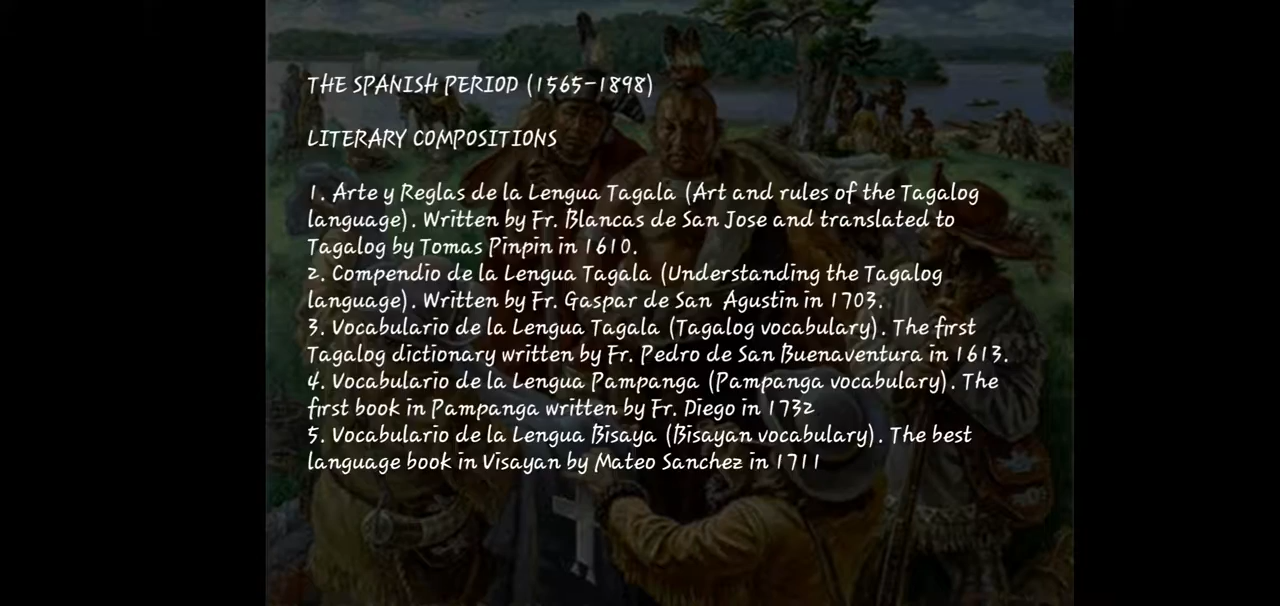 THE SPANISH PERIOD (1565-1898)
LITERARY COMPOSITIONS
1. Arte y Reglas de la Lengua Tagala (Art and rules of the Tagalog
language). Written by Fr. Blancas de San Jose and translated to
Tagalog by Tomas Pinpin in 1610.
2. Compendio de la Lengua Tagala (Understanding the Tagalog
language). Written by Fr. Gaspar de San Agustin in 1703.
3. Vocabulario de la Lengua Tagala (Tagalog vocabulary). The first
Tagalog dictionary written by Fr. Pedro de San Buenaventura in 1613.
4. Vocabulario de la Lengua Pampanga (Pampanga vocabulary). The
first book in Pampanga written by Fr. Diego in 1732
5. Vocabulario de la Lengua Bisaya (Bisayan vocabulary). The best
language book in Visayan by Mateo Sanchez in 1711